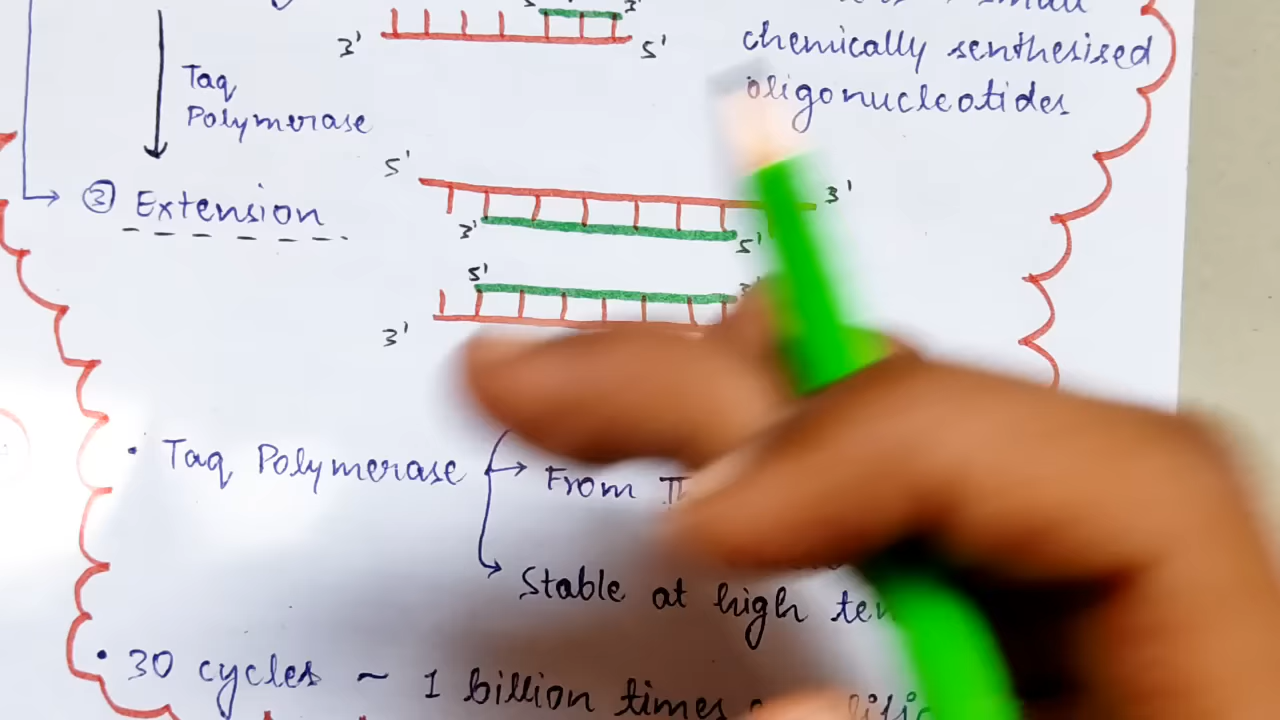 3' 5'
chemically senthesised
oligonucleotides
Taq
Polymerase
5' 3'
③ Extension
3' 5'
5'
3'
• Taq Polymerase
From
Stable at high
• 30 cycles ~ 1 billion times